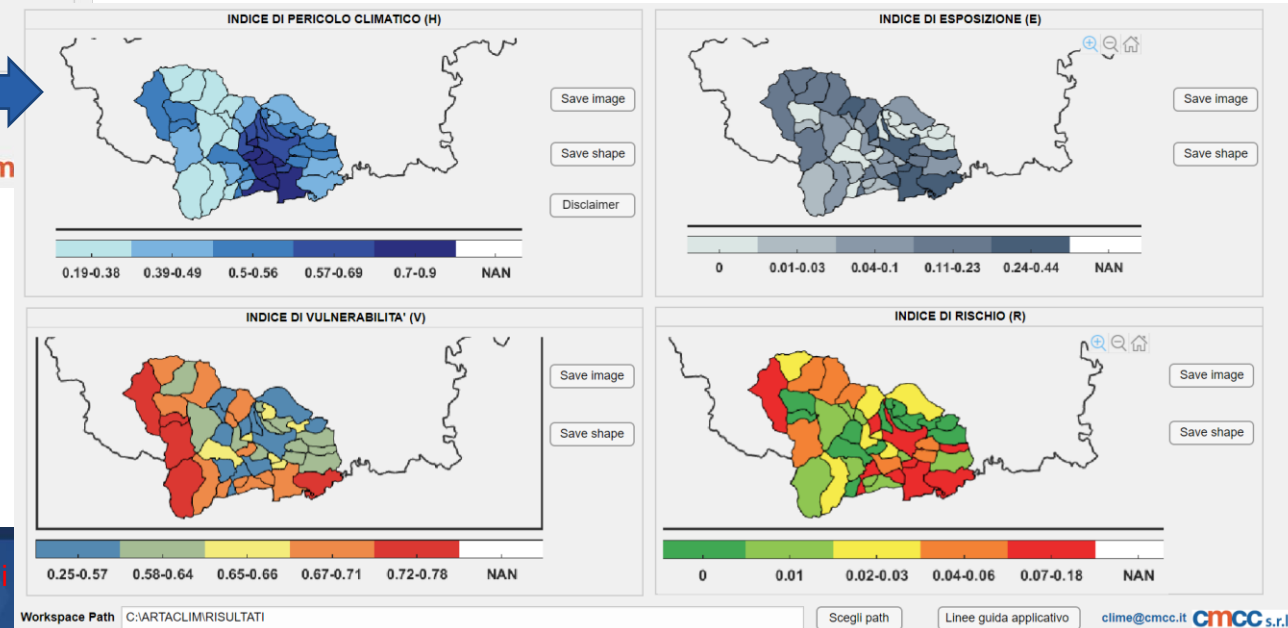 INDICE DI PERICOLO CLIMATICO (H)
Save image
Save shape
Disclaimer
0.19-0.38 0.39-0.49 0.5-0.56 0.57-0.69 0.7-0.9 NAN
INDICE DI ESPOSIZIONE (E)
Save image
Save shape
0 0.01-0.03 0.04-0.1 0.11-0.23 0.24-0.44 NAN
m
INDICE DI VULNERABILITA' (V)
Save image
Save shape
0.25-0.57 0.58-0.64 0.65-0.66 0.67-0.71 0.72-0.78 NAN
INDICE DI RISCHIO (R)
Save image
Save shape
0 0.01 0.02-0.03 0.04-0.06 0.07-0.18 NAN
i
Workspace Path C:\ARTACLIM\RISULTATI Scegli path Linee guida applicativo clime@cmcc.it cmcc s.r.l